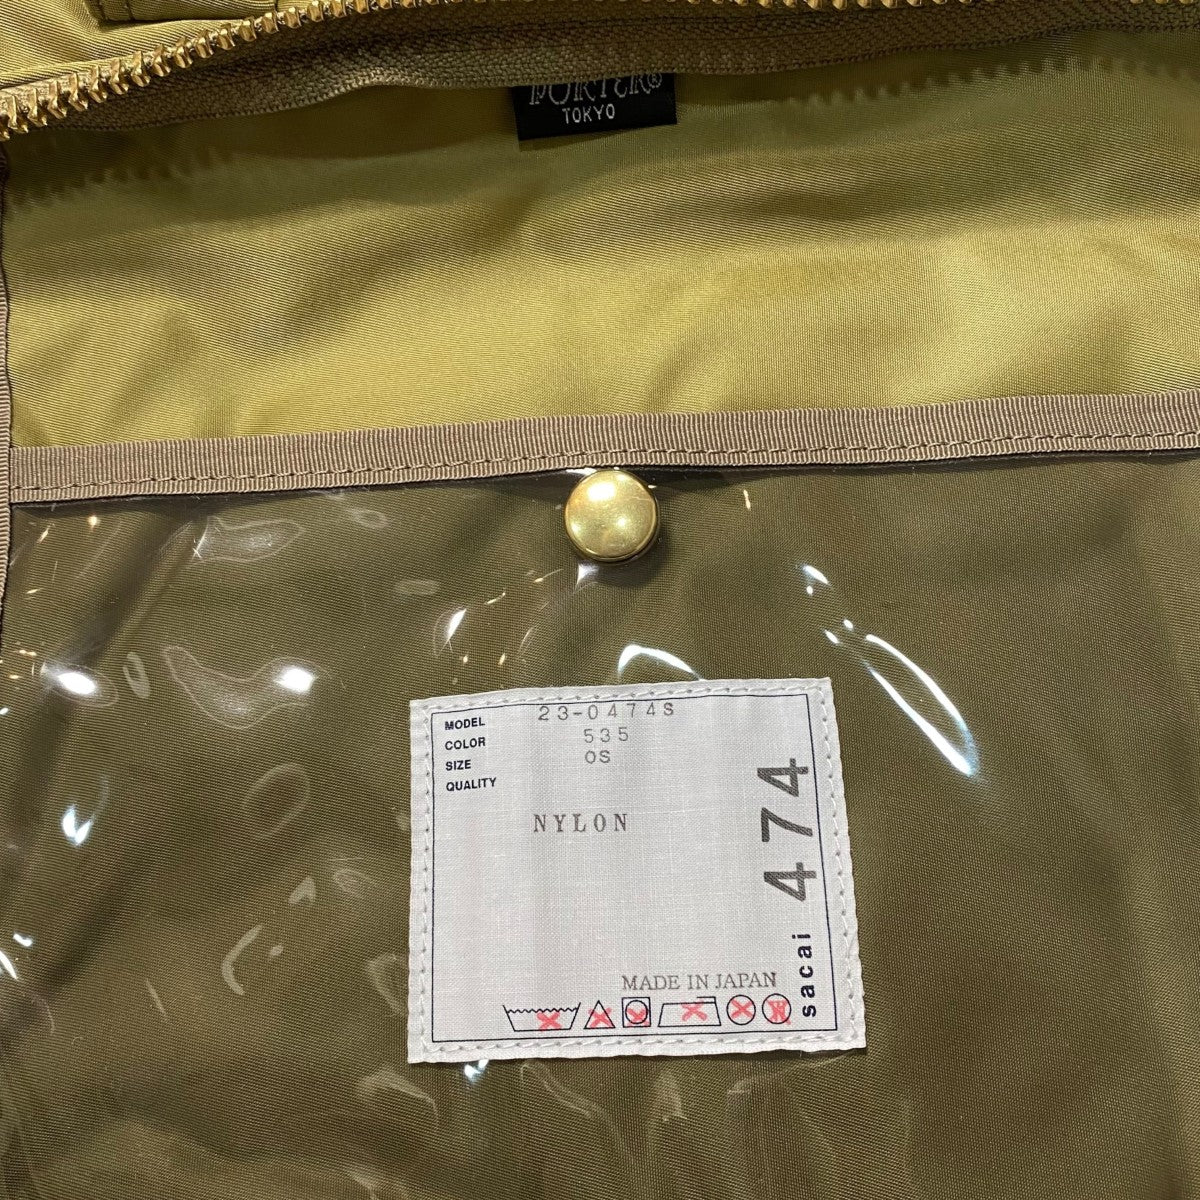 PORTER®
TOKYO
MODEL 23-0474S
COLOR 535
SIZE OS
QUALITY
NYLON
MADE IN JAPAN
sacai 474